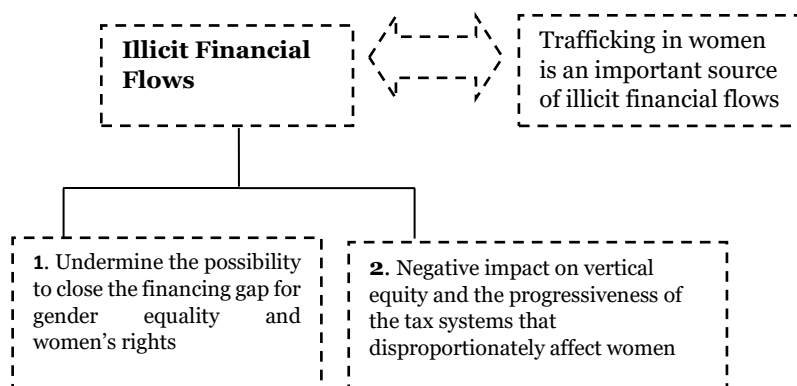 Illicit Financial
Flows
Trafficking in women
is an important source
of illicit financial flows
1. Undermine the possibility
to close the financing gap for
gender equality and
women’s rights
2. Negative impact on vertical
equity and the progressiveness of
the tax systems that
disproportionately affect women